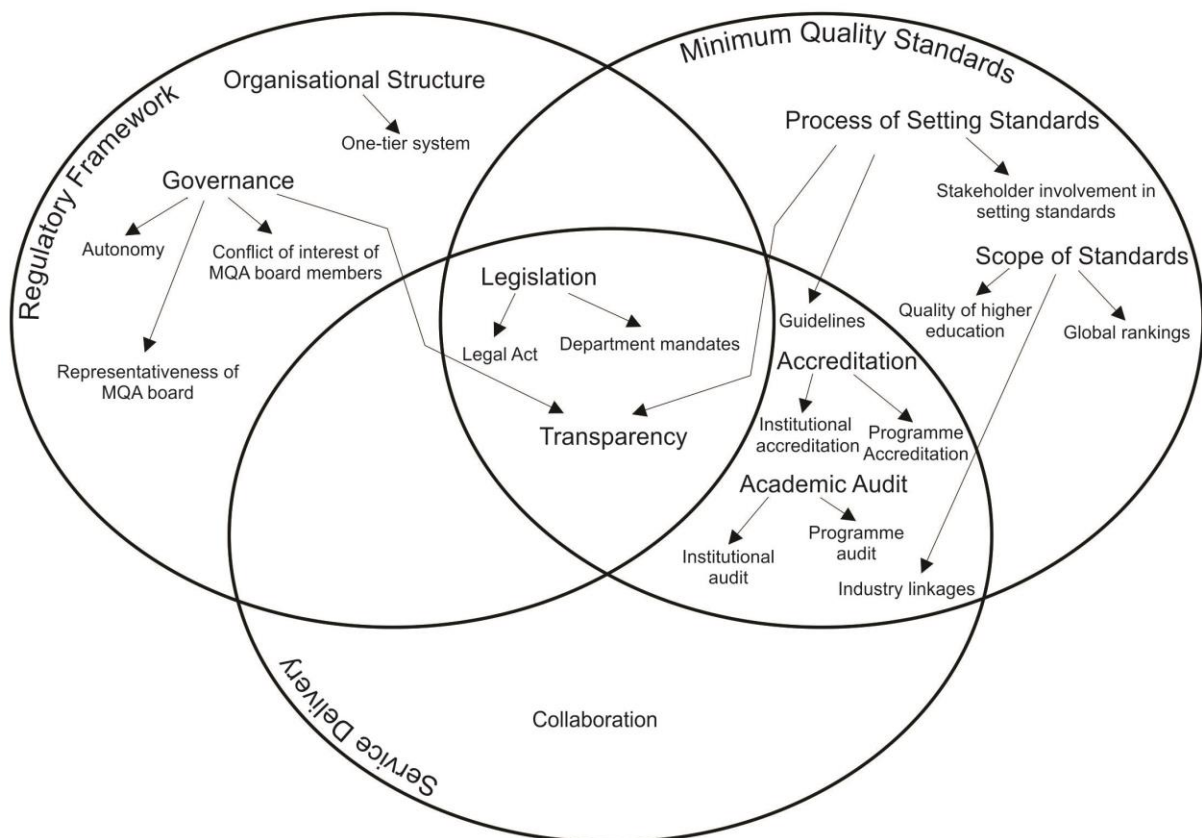 Regulatory Framework
Organisational Structure
One-tier system
Governance
Autonomy
Conflict of interest of
MQA board members
Representativeness of
MQA board
Minimum Quality Standards
Process of Setting Standards
Stakeholder involvement in
setting standards
Scope of Standards
Quality of higher
education
Global rankings
Legislation
Legal Act
Department mandates
Transparency
Guidelines
Accreditation
Institutional
accreditation
Programme
Accreditation
Academic Audit
Institutional
audit
Programme
audit
Industry linkages
Service Delivery
Collaboration